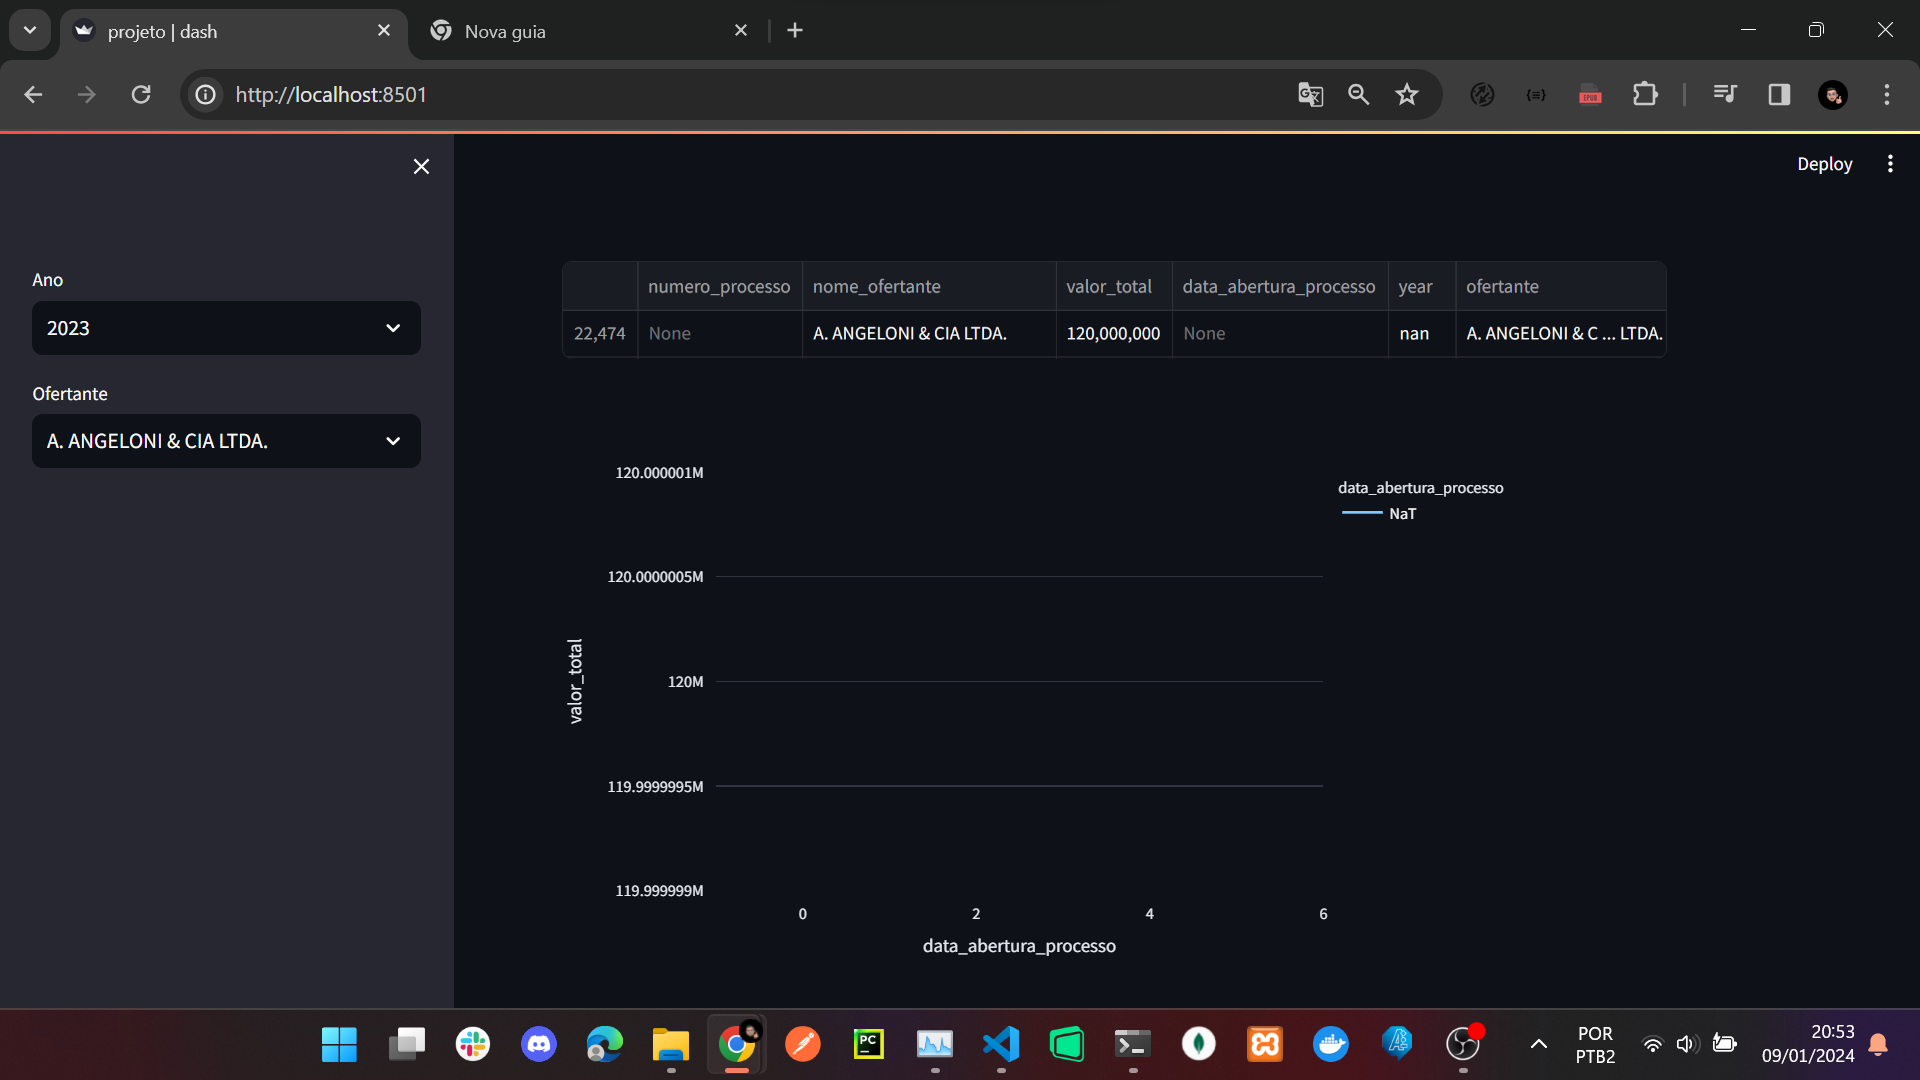 projeto | dash
Nova guia
http://localhost:8501
{≡}
EPUB
Deploy
Ano
2023
Ofertante
A. ANGELONI & CIA LTDA.
numero_processo nome_ofertante valor_total data_abertura_processo year ofertante
22,474 None A. ANGELONI & CIA LTDA. 120,000,000 None nan A. ANGELONI & C ... LTDA.
120.000001M
120.0000005M
120M
119.9999995M
119.999999M
valor_total
0 2 4 6
data_abertura_processo
data_abertura_processo
NaT
PC
POR
PTB2
20:53
09/01/2024